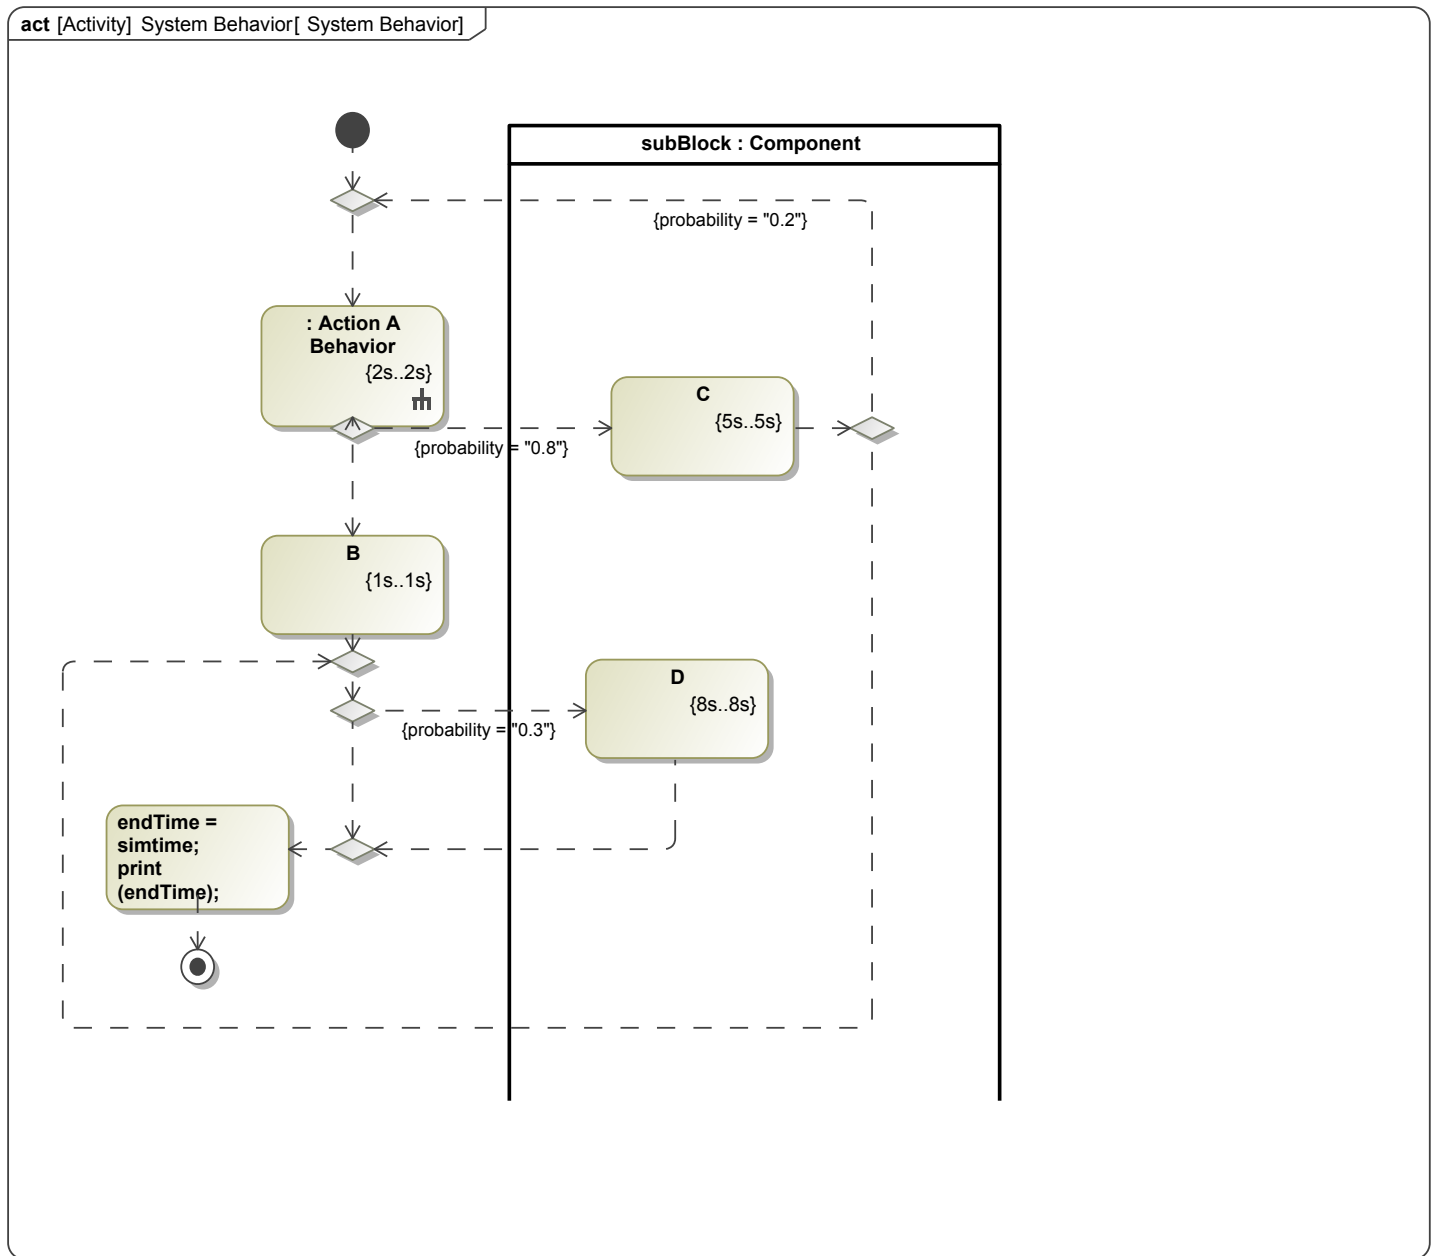 act [Activity] System Behavior[ System Behavior]
subBlock : Component
{probability = "0.2"}
: Action A
Behavior
{2s..2s}
C
{5s..5s}
{probability = "0.8"}
B
{1s..1s}
D
{8s..8s}
{probability = "0.3"}
endTime =
simtime;
print
(endTime);